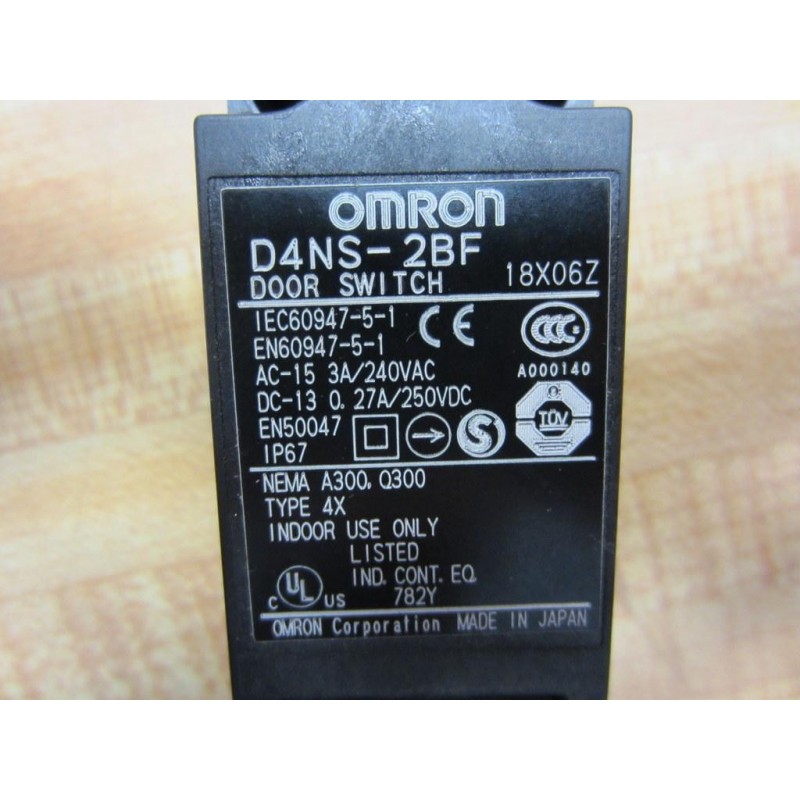 OMRON
D4NS-2BF
DOOR SWITCH 18X06Z
IEC60947-5-1 CE CCC
EN60947-5-1
AC-15 3A/240VAC A000140
DC-13 0.27A/250VDC
EN50047 TÜV
IP67
NEMA A300, Q300
TYPE 4X
INDOOR USE ONLY
LISTED
C UL US IND. CONT. EQ.
782Y
OMRON Corporation MADE IN JAPAN